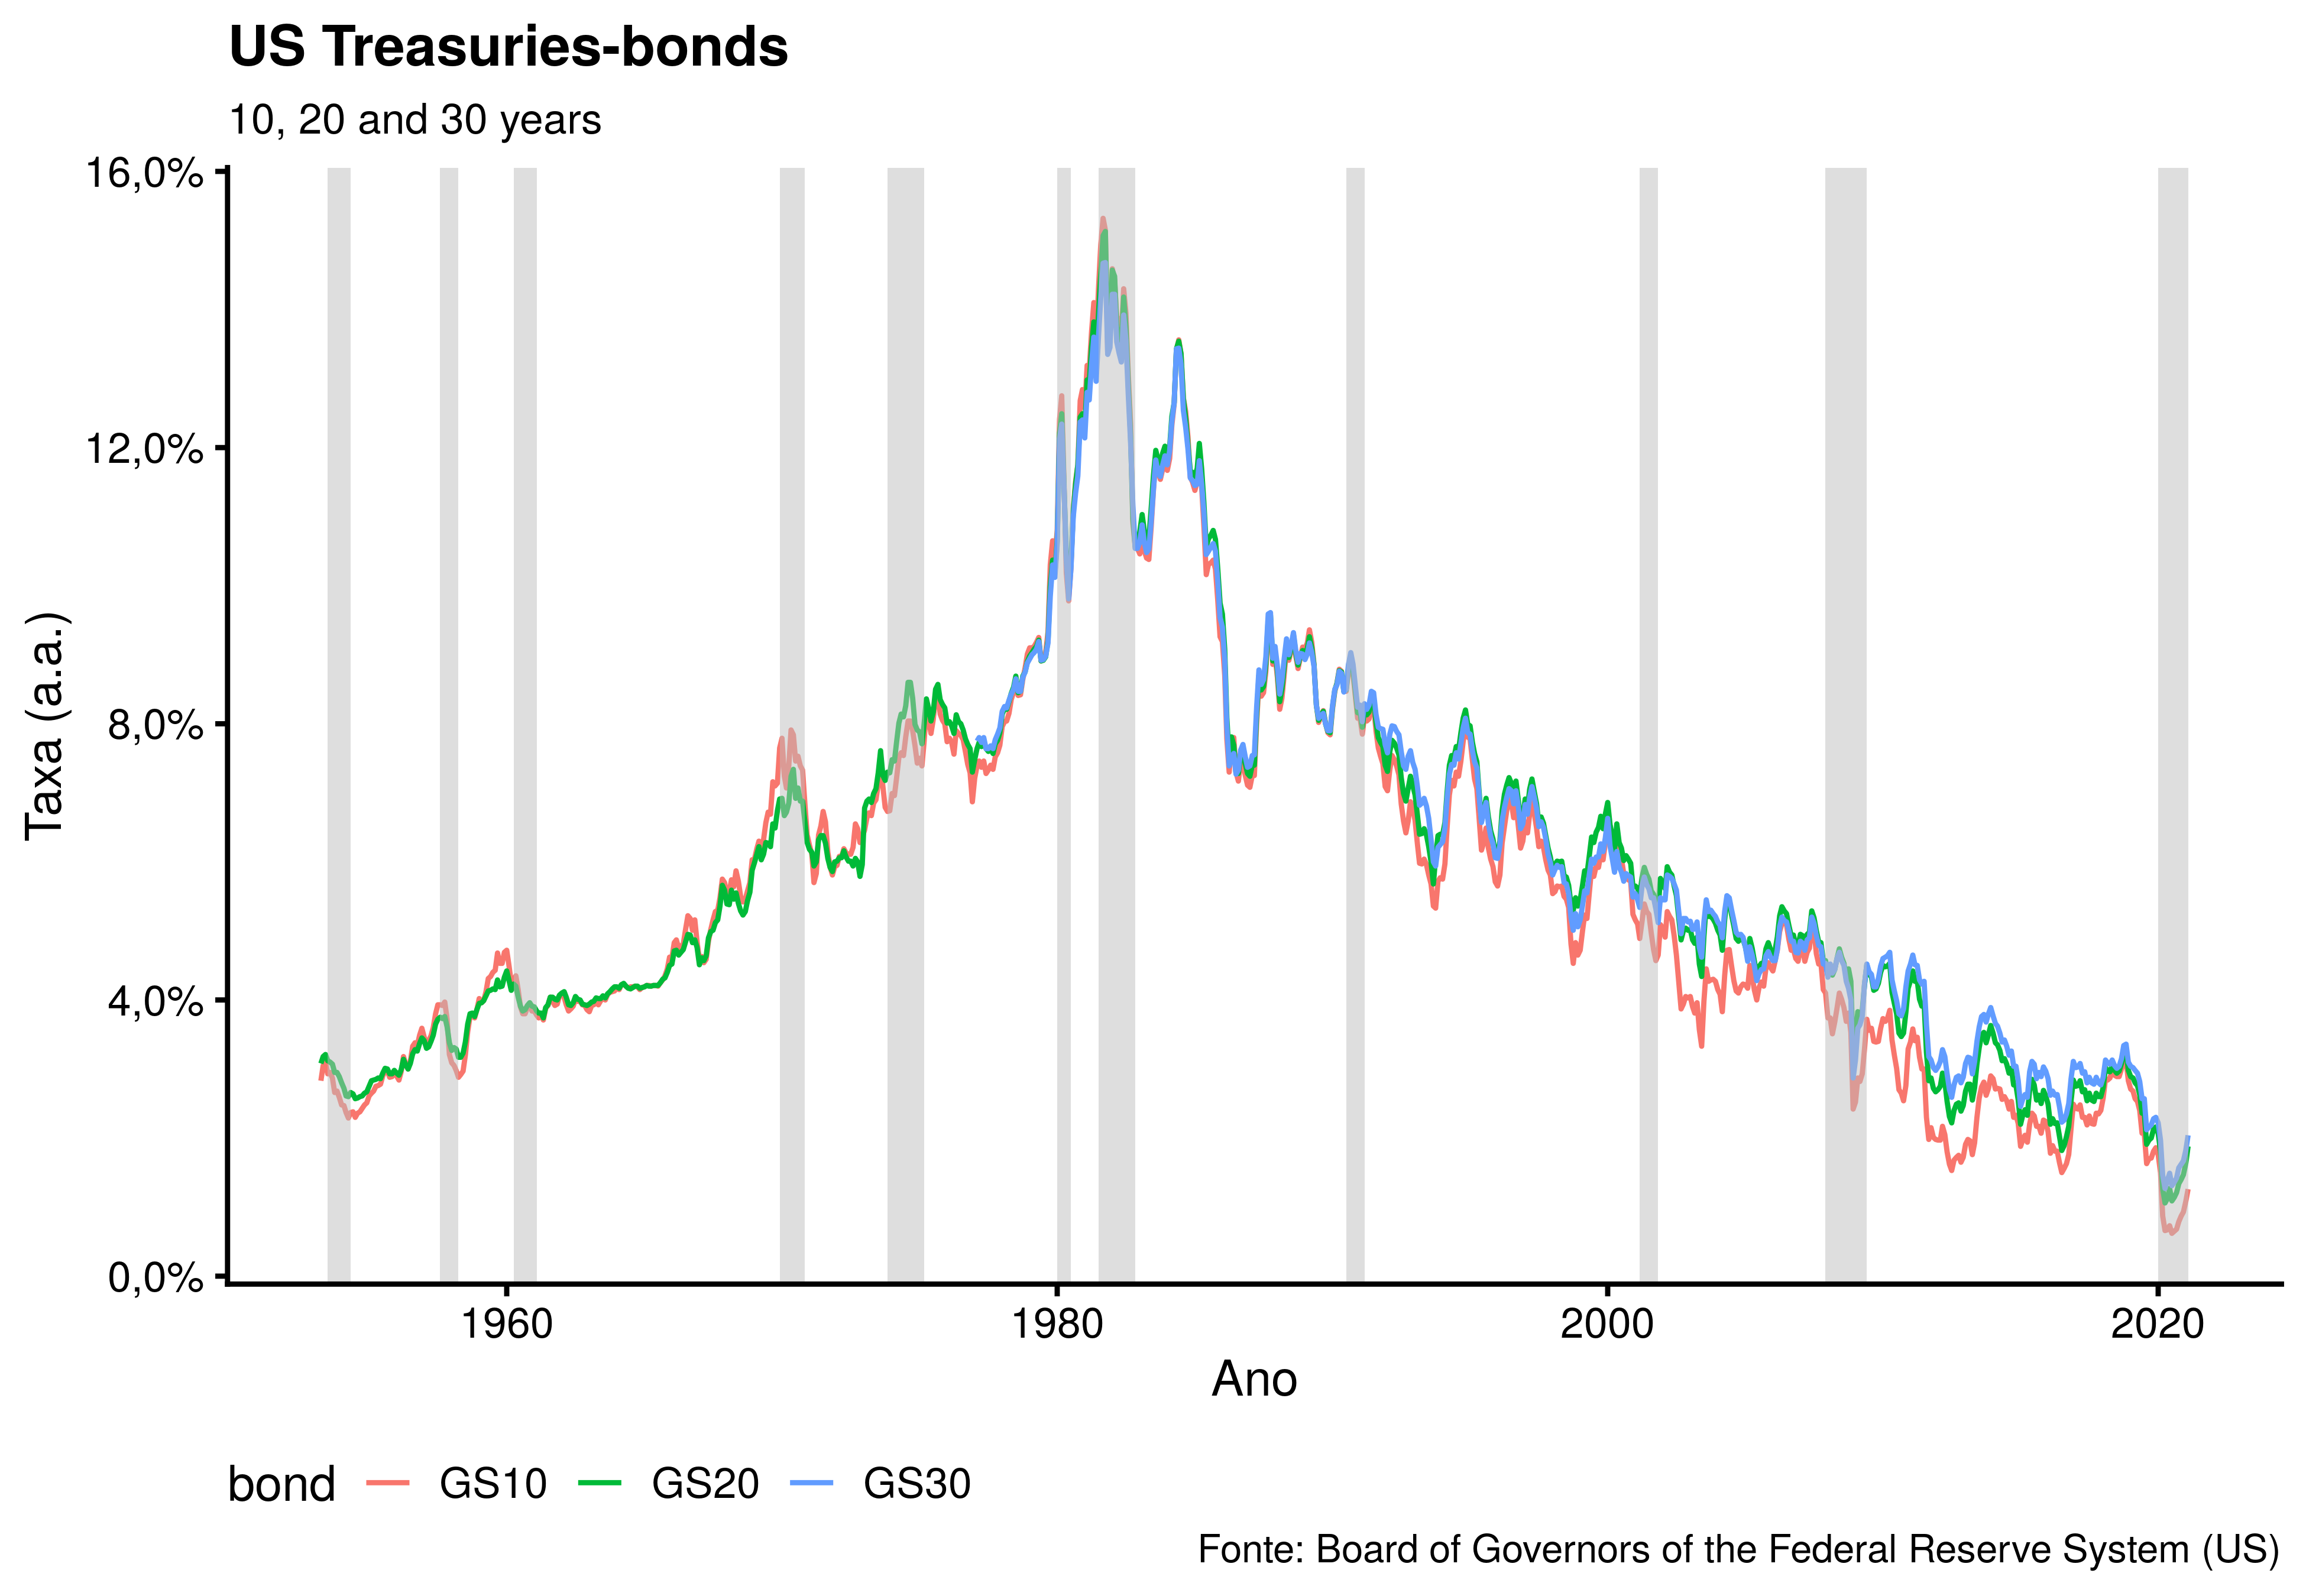 US Treasuries-bonds
10, 20 and 30 years
16,0%
12,0%
8,0%
4,0%
0,0%
Taxa (a.a.)
1960 1980 2000 2020
Ano
bond GS10 GS20 GS30
Fonte: Board of Governors of the Federal Reserve System (US)